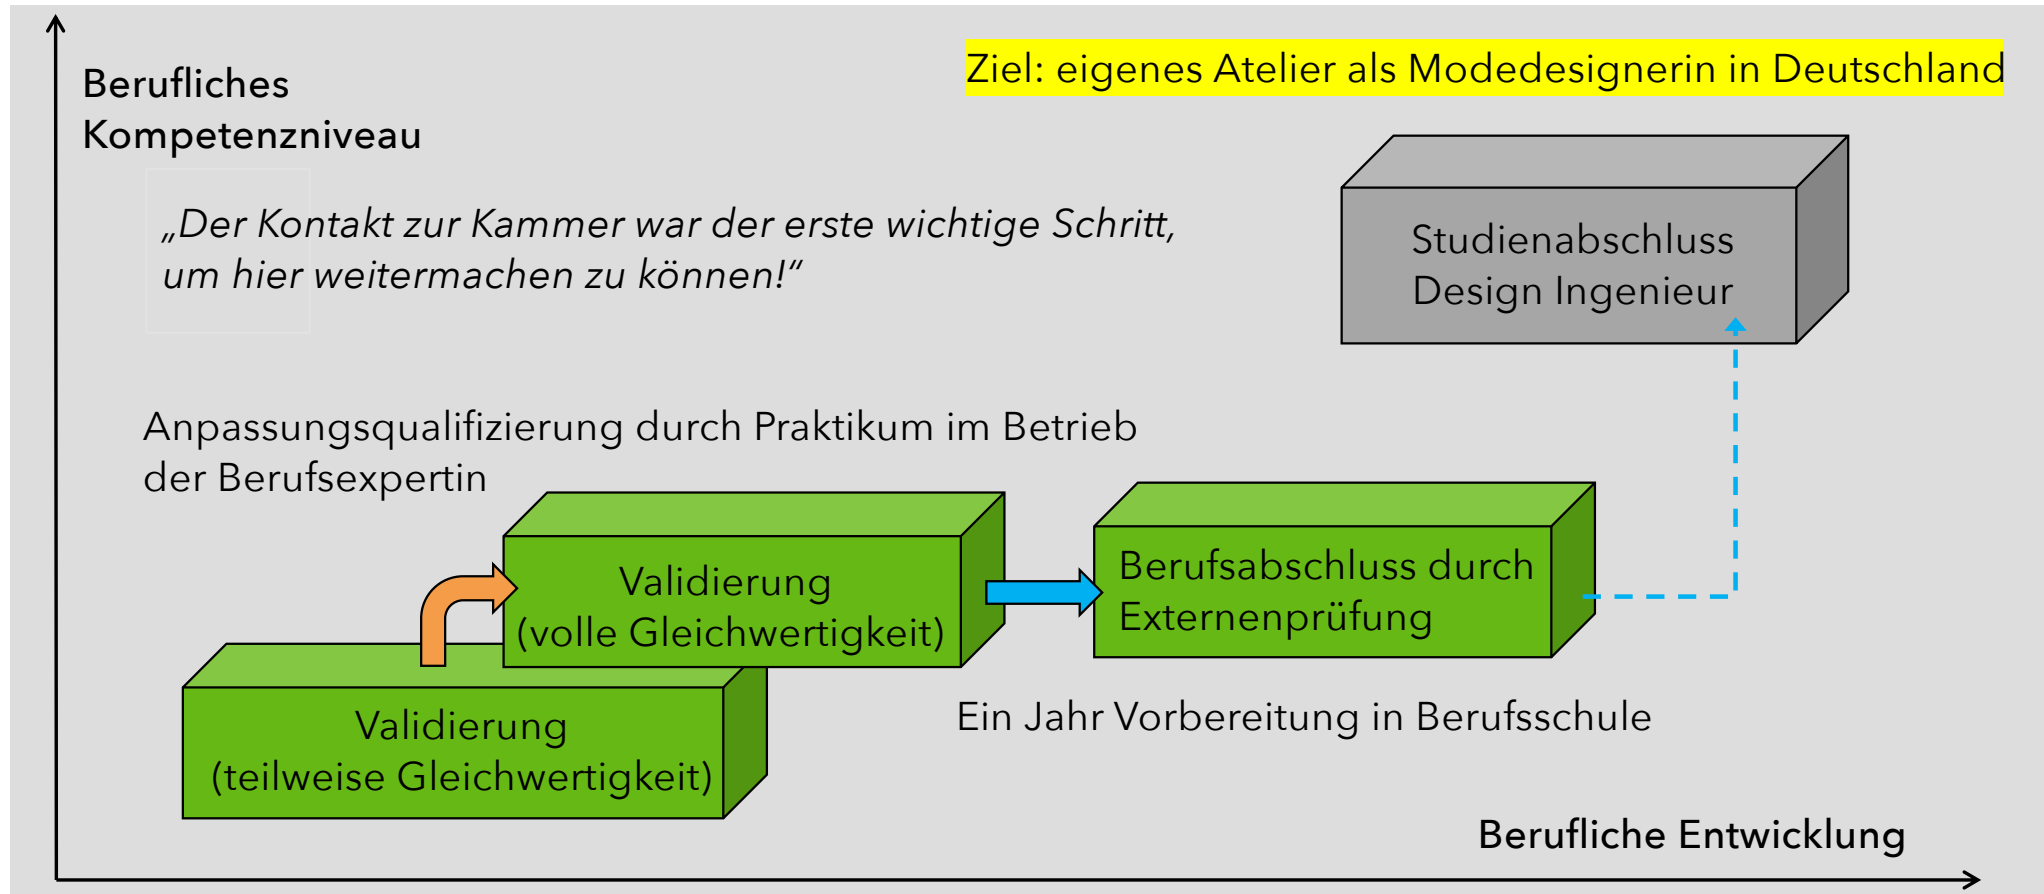 Ziel: eigenes Atelier als Modedesignerin in Deutschland
Berufliches
Kompetenzniveau
„Der Kontakt zur Kammer war der erste wichtige Schritt,
um hier weitermachen zu können!“
Studienabschluss
Design Ingenieur
Anpassungsqualifizierung durch Praktikum im Betrieb
der Berufsexpertin
Validierung
(volle Gleichwertigkeit)
Berufsabschluss durch
Externenprüfung
Validierung
(teilweise Gleichwertigkeit)
Ein Jahr Vorbereitung in Berufsschule
Berufliche Entwicklung